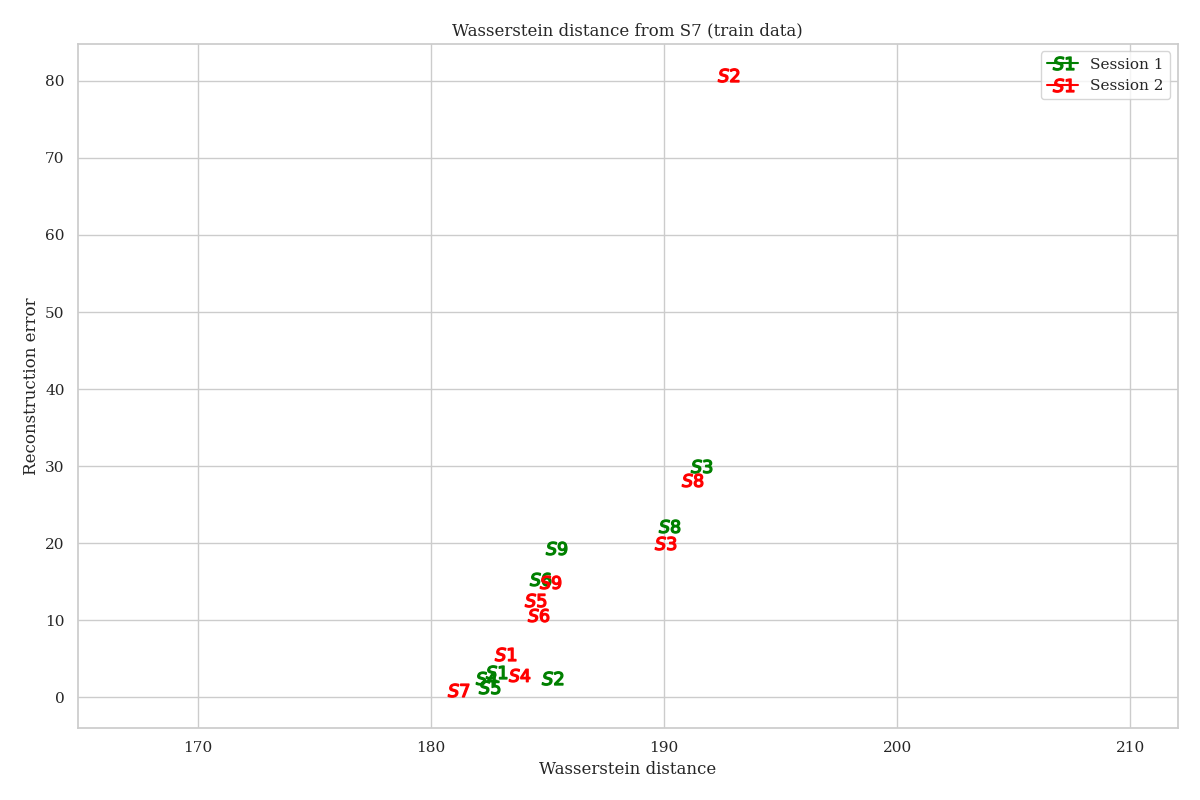 Wasserstein distance from S7 (train data)
S1 Session 1
S1 Session 2
Reconstruction error
80
70
60
50
40
30
20
10
0
S2
S3
S8
S8
S3
S9
S6
S9
S5
S6
S1
S1
S4
S4
S2
S5
S7
170 180 190 200 210
Wasserstein distance